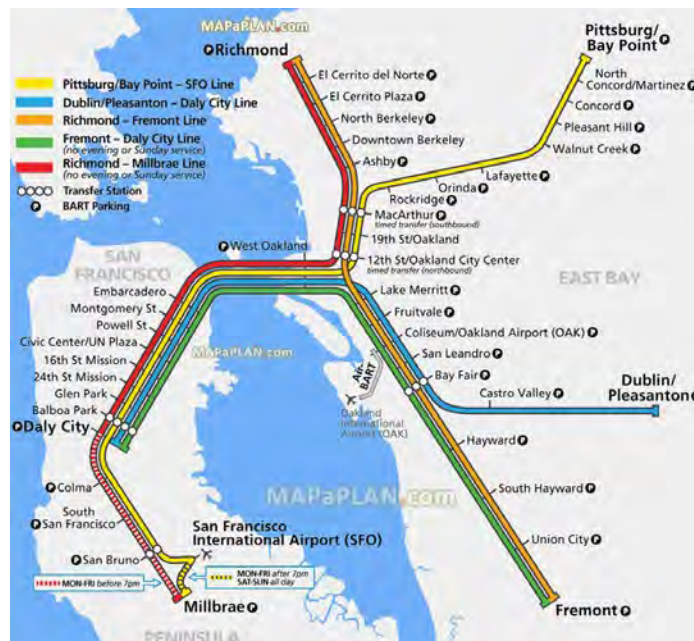 MAPaPLAN.com
P Richmond
Pittsburg/
Bay Point P
Pittsburg/Bay Point – SFO Line
Dublin/Pleasanton – Daly City Line
Richmond – Fremont Line
Fremont – Daly City Line
(no evening or Sunday service)
Richmond – Millbrae Line
(no evening or Sunday service)
Transfer Station
P BART Parking
El Cerrito del Norte P
El Cerrito Plaza P
North Berkeley P
Downtown Berkeley
Ashby P
North
Concord/Martinez P
Concord P
Pleasant Hill P
Walnut Creek P
Lafayette P
Orinda P
Rockridge P
MacArthur P
timed transfer (southbound)
19th St/Oakland
12th St/Oakland City Center
timed transfer (northbound)
P West Oakland
SAN
FRANCISCO
EAST BAY
Embarcadero
Montgomery St
Powell St
Civic Center/UN Plaza
16th St Mission
24th St Mission
Glen Park
Balboa Park
P Daly City
MAPaPLAN.com
Lake Merritt P
Fruitvale P
Coliseum/Oakland Airport (OAK) P
San Leandro P
Bay Fair P
Castro Valley P
Dublin/
Pleasanton P
Air-
BART
Oakland
International
Airport (OAK)
Hayward P
South Hayward P
Union City P
Fremont P
MAPaPLAN.com
P Colma
South
P San Francisco
P San Bruno
San Francisco
International Airport (SFO)
MON-FRI before 7pm
MON-FRI after 7pm
SAT-SUN all day
Millbrae P
PENINSULA